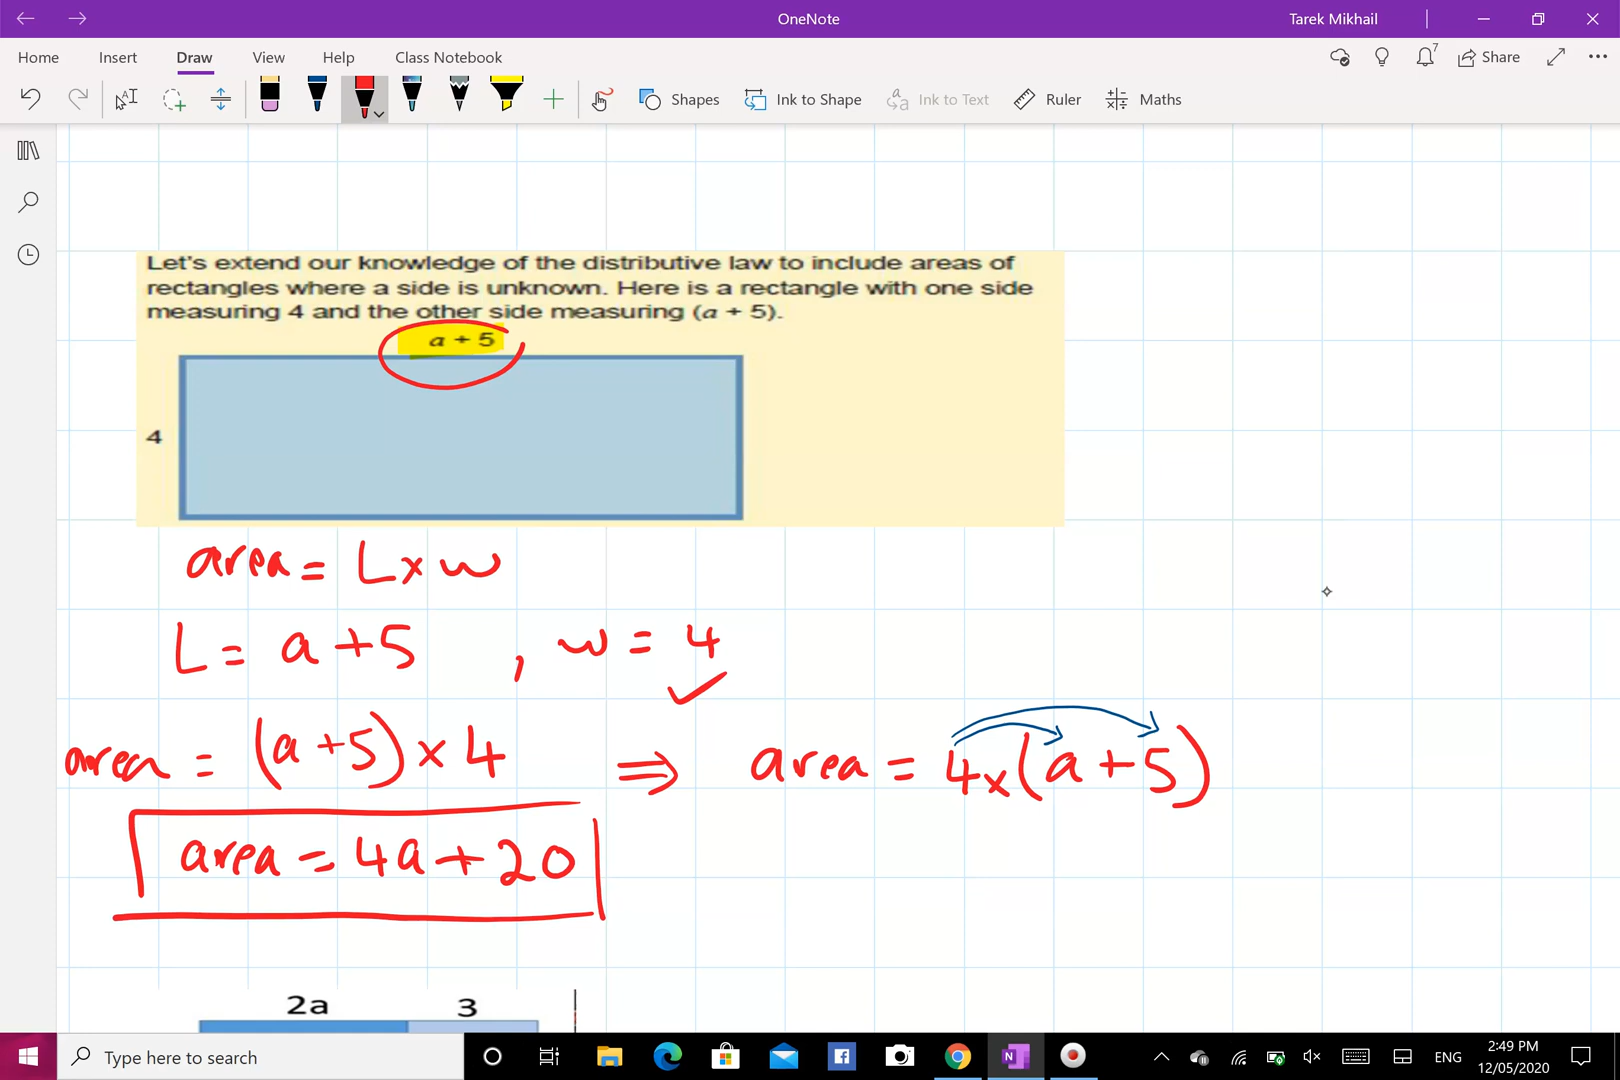 OneNote
Tarek Mikhail
Home Insert Draw View Help Class Notebook
7 Share
Shapes Ink to Shape Ink to Text Ruler Maths
Let's extend our knowledge of the distributive law to include areas of
rectangles where a side is unknown. Here is a rectangle with one side
measuring 4 and the other side measuring (a + 5).
a + 5
4
area = L x w
L = a + 5 , w = 4
area = (a + 5) x 4 ⇒ area = 4 x (a + 5)
area = 4a + 20
2a 3
Type here to search
ENG
2:49 PM
12/05/2020